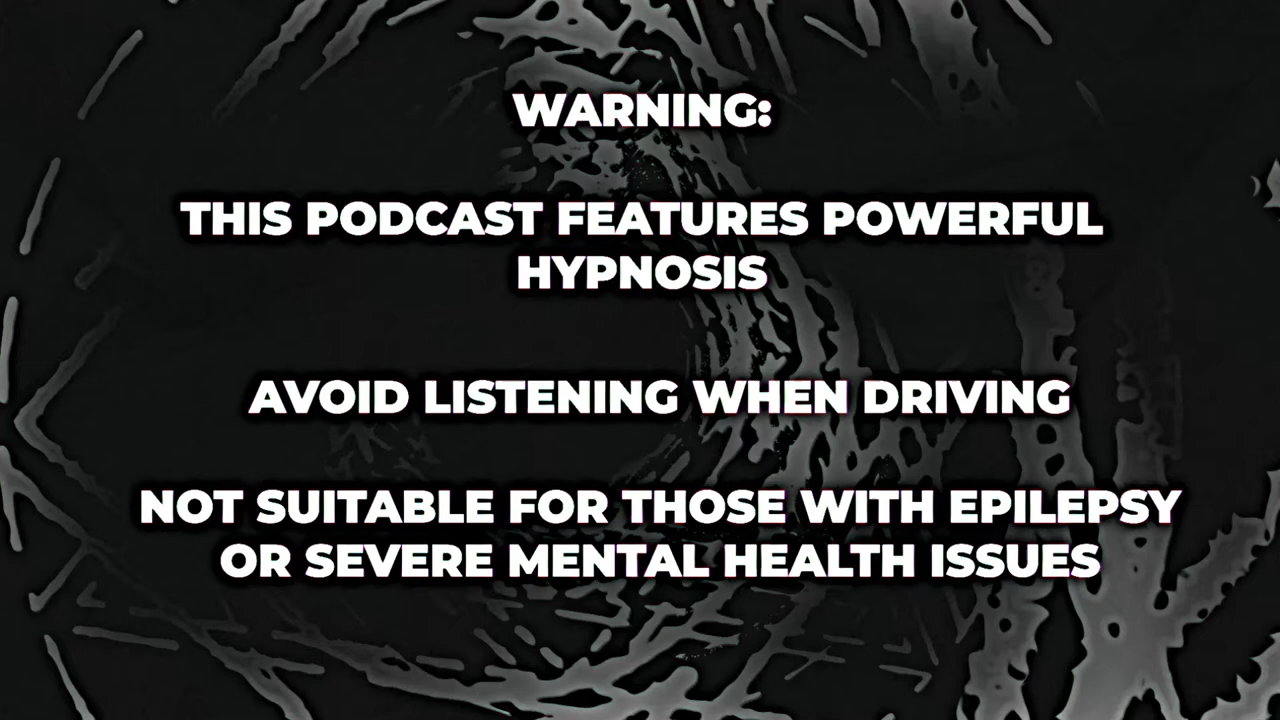 WARNING:
THIS PODCAST FEATURES POWERFUL
HYPNOSIS
AVOID LISTENING WHEN DRIVING
NOT SUITABLE FOR THOSE WITH EPILEPSY
OR SEVERE MENTAL HEALTH ISSUES